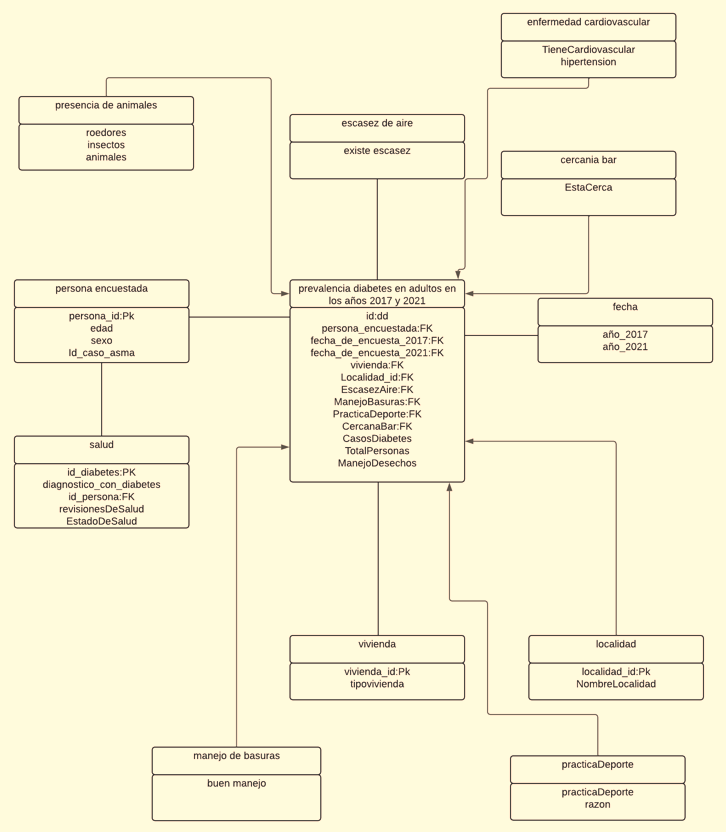 enfermedad cardiovascular
TieneCardiovascular
hipertension
presencia de animales
roedores
insectos
animales
escasez de aire
existe escasez
cercania bar
EstaCerca
persona encuestada
persona_id:Pk
edad
sexo
Id_caso_asma
prevalencia diabetes en adultos en
los años 2017 y 2021
id:dd
persona_encuestada:FK
fecha_de_encuesta_2017:FK
fecha_de_encuesta_2021:FK
vivienda:FK
Localidad_id:FK
EscasezAire:FK
ManejoBasuras:FK
PracticaDeporte:FK
CercanaBar:FK
CasosDiabetes
TotalPersonas
ManejoDesechos
fecha
año_2017
año_2021
salud
id_diabetes:PK
diagnostico_con_diabetes
id_persona:FK
revisionesDeSalud
EstadoDeSalud
vivienda
vivienda_id:Pk
tipovivienda
localidad
localidad_id:Pk
NombreLocalidad
manejo de basuras
buen manejo
practicaDeporte
practicaDeporte
razon